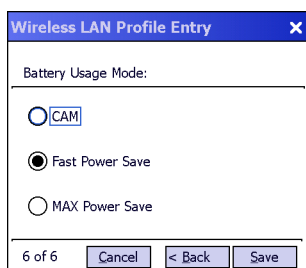 Wireless LAN Profile Entry
Battery Usage Mode:
CAM
Fast Power Save
MAX Power Save
6 of 6 Cancel < Back Save